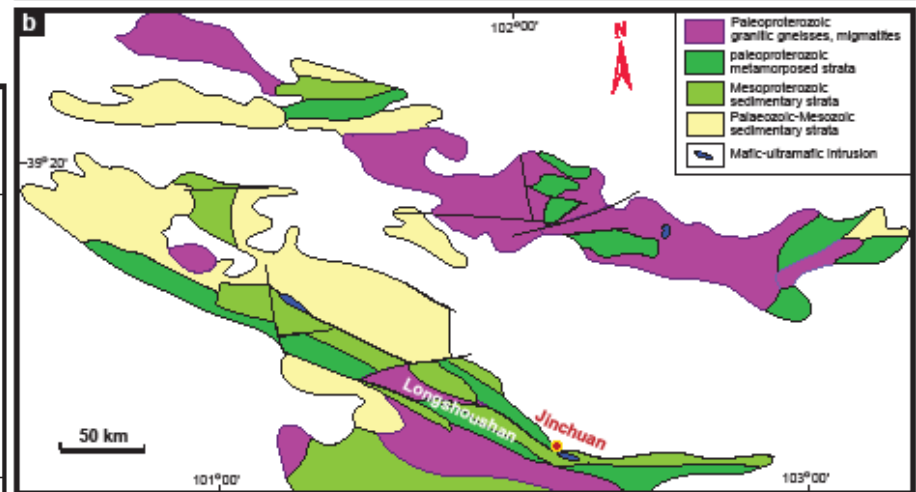 b
102°00'
N
Paleoproterozoic
granitic gneisses, migmatites
paleoproterozoic
metamorposed strata
Mesoproterozoic
sedimentary strata
Palaeozoic-Mesozoic
sedimentary strata
Mafic-ultramafic intrusion
39°20'
Longshoushan
Jinchuan
50 km
101°00'
103°00'